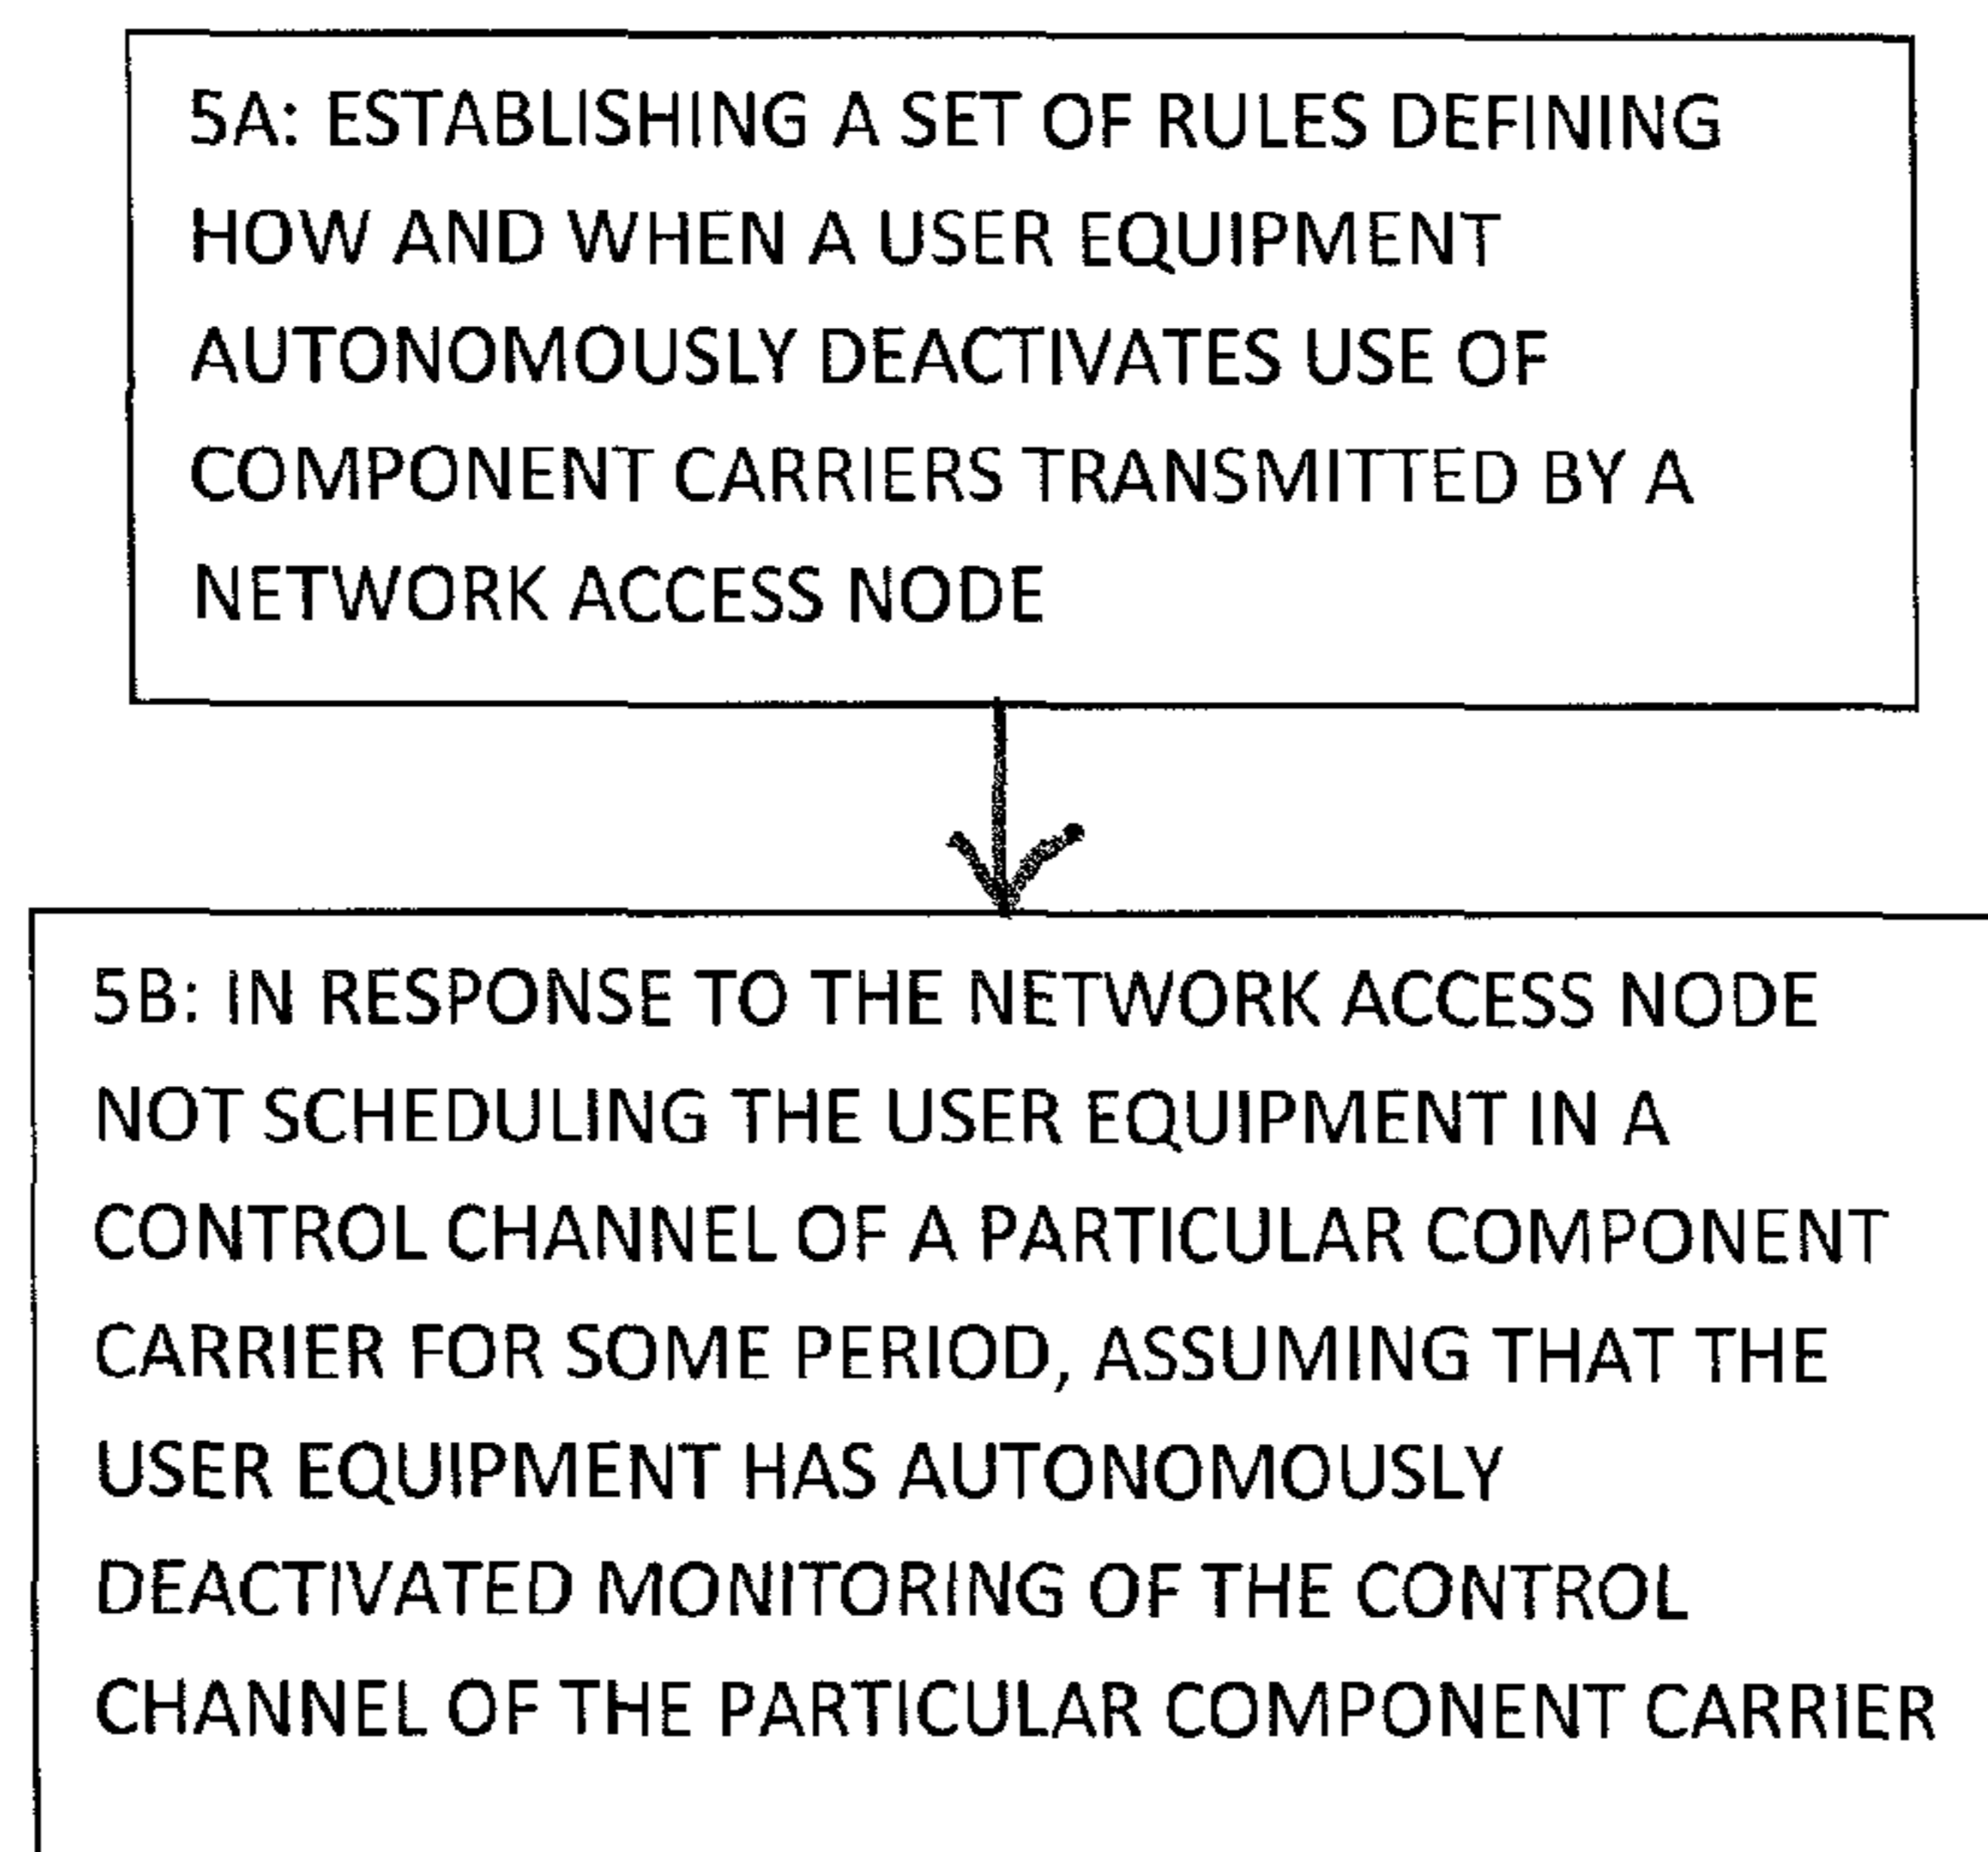 5A: ESTABLISHING A SET OF RULES DEFINING
HOW AND WHEN A USER EQUIPMENT
AUTONOMOUSLY DEACTIVATES USE OF
COMPONENT CARRIERS TRANSMITTED BY A
NETWORK ACCESS NODE
5B: IN RESPONSE TO THE NETWORK ACCESS NODE
NOT SCHEDULING THE USER EQUIPMENT IN A
CONTROL CHANNEL OF A PARTICULAR COMPONENT
CARRIER FOR SOME PERIOD, ASSUMING THAT THE
USER EQUIPMENT HAS AUTONOMOUSLY
DEACTIVATED MONITORING OF THE CONTROL
CHANNEL OF THE PARTICULAR COMPONENT CARRIER